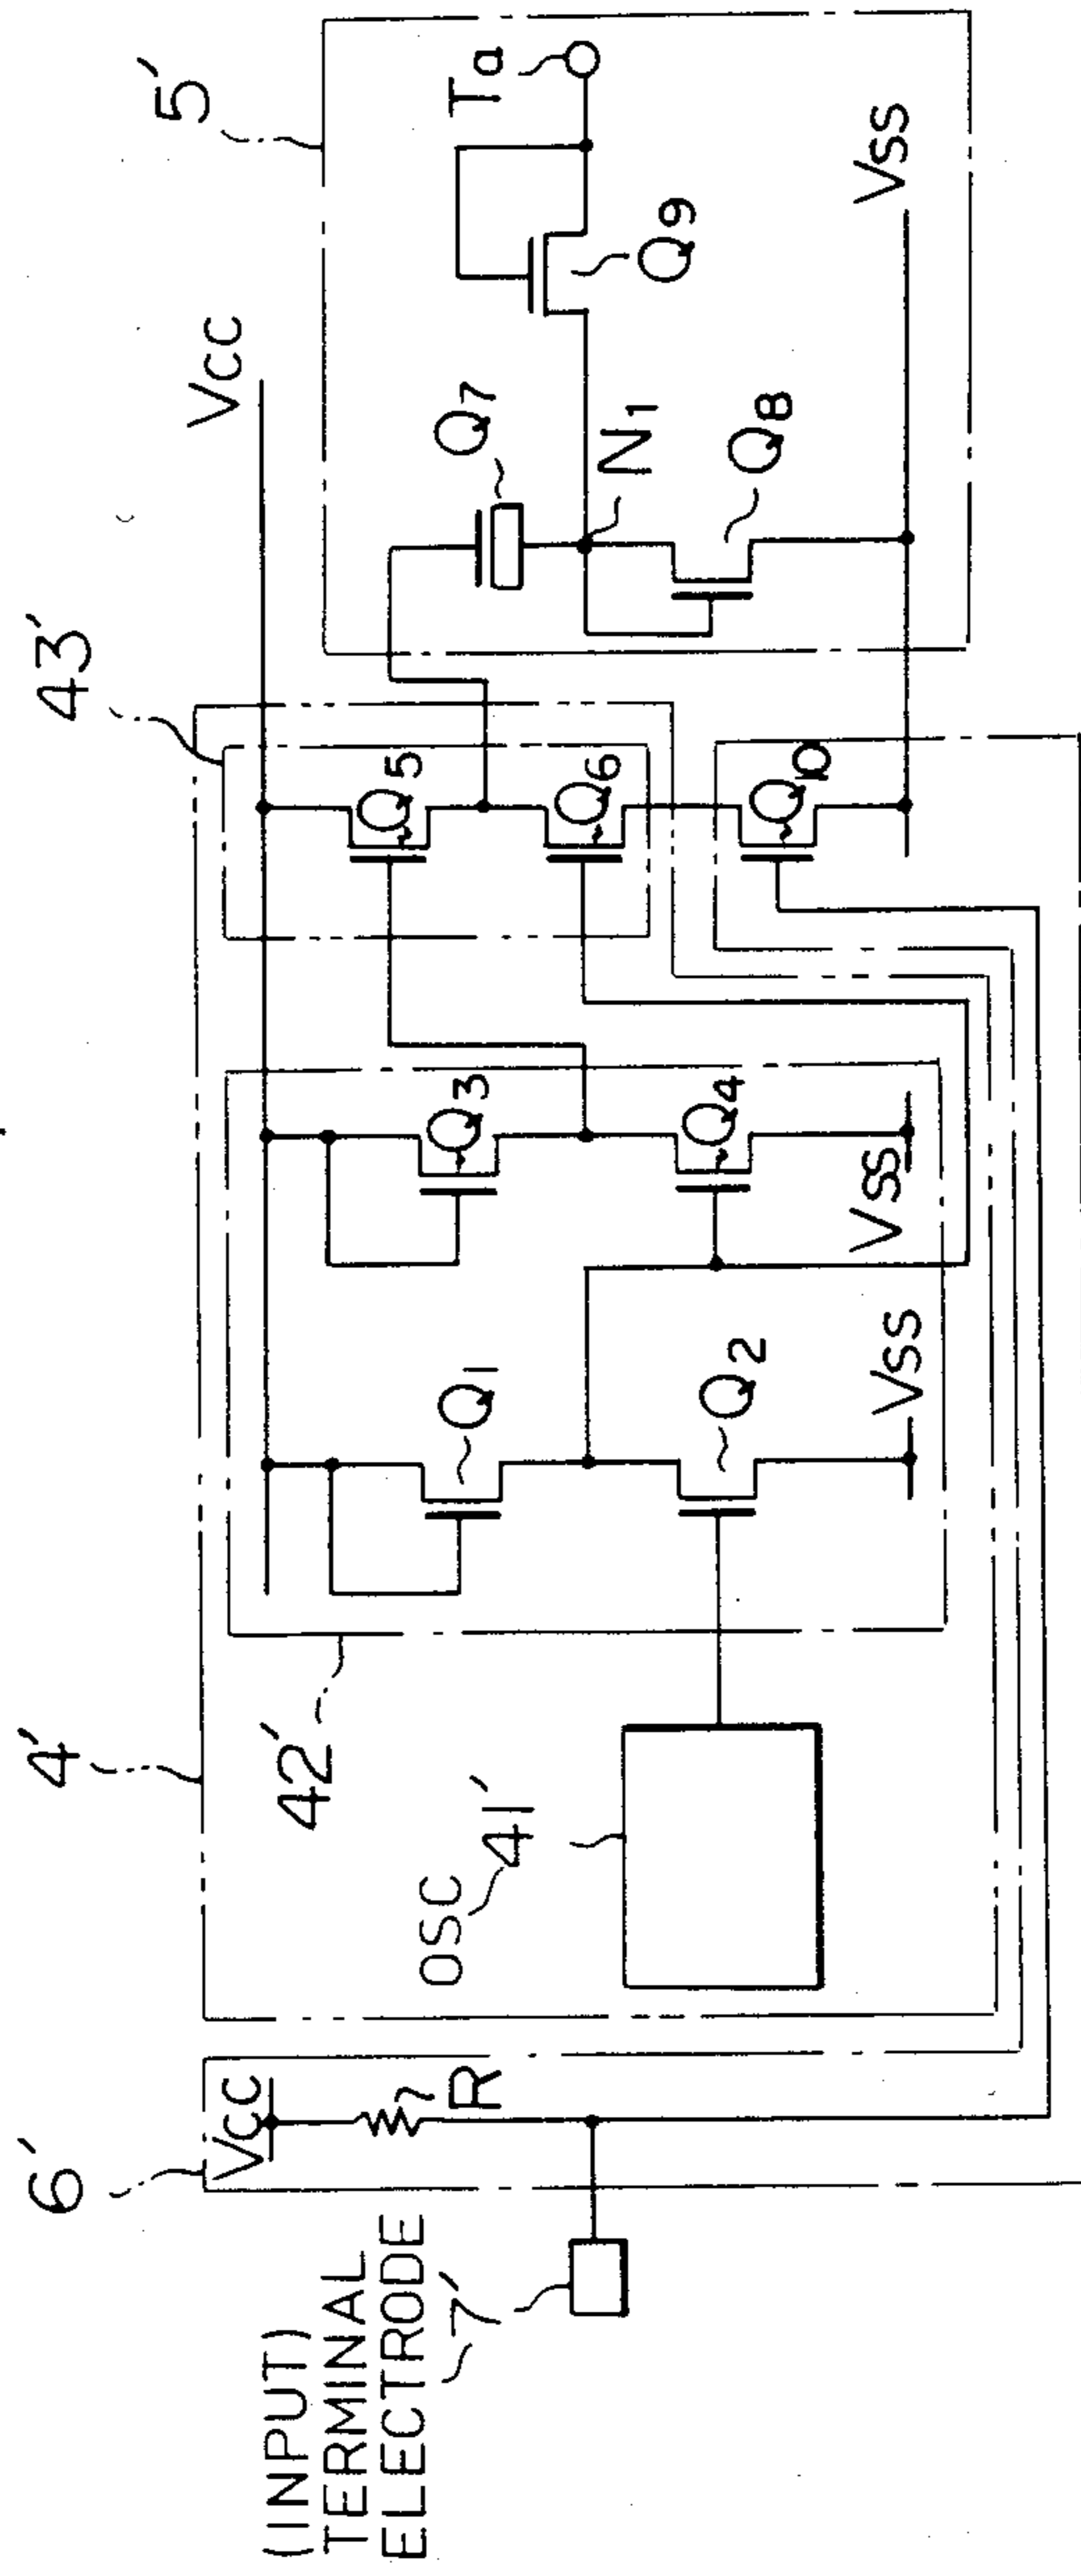 6'
VCC
R
(INPUT)
TERMINAL
ELECTRODE
7'
4'
42'
OSC
41'
Q1
Q2
VSS
Q3
Q4
VSS
43'
Q5
Q6
Q10
VCC
5'
Q7
N1
Q8
Q9
Ta
VSS